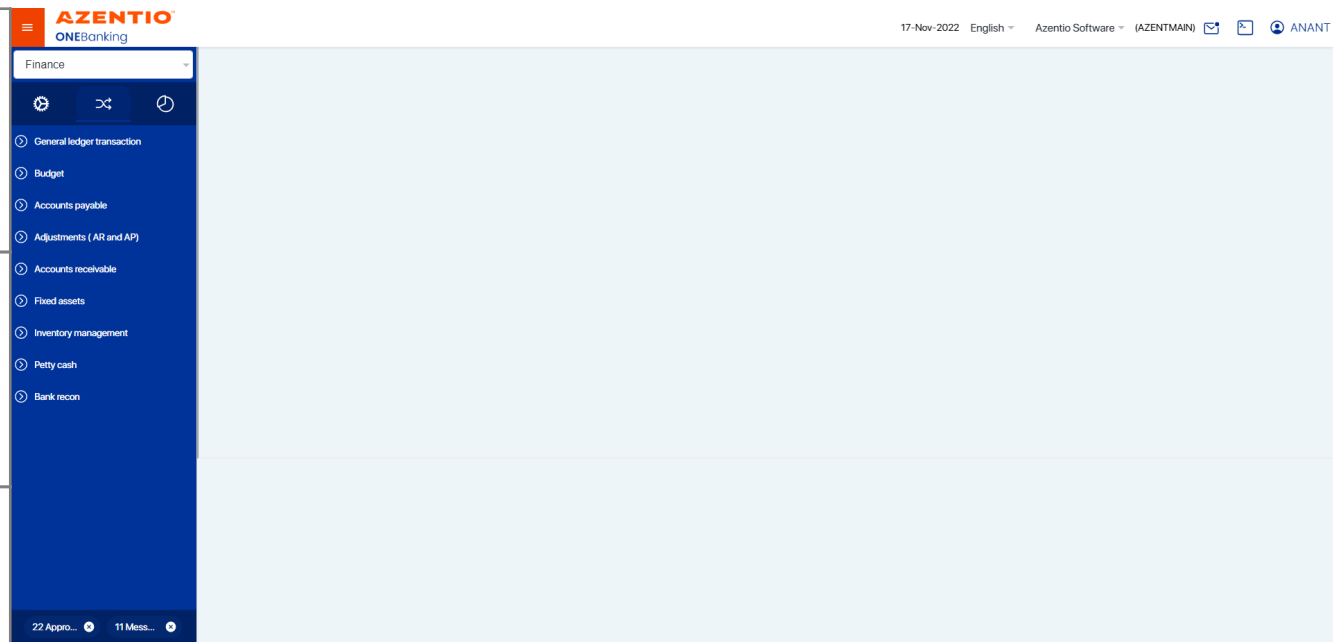 AZENTIO™
ONEBanking
17-Nov-2022 English Azentio Software (AZENTMAIN) ANANT
Finance
General ledger transaction
Budget
Accounts payable
Adjustments ( AR and AP)
Accounts receivable
Fixed assets
Inventory management
Petty cash
Bank recon
22 Appro... 11 Mess...